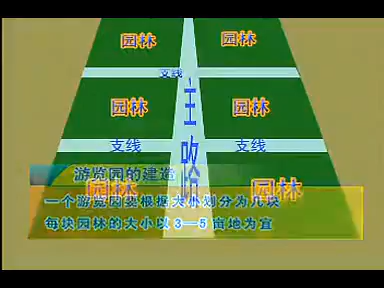 园林 园林
支线
园林 主 园林
支线 路 支线
游览园的建造
园林 园林
一个游览园要根据大小划分为几块
每块园林的大小以3—5亩地为宜